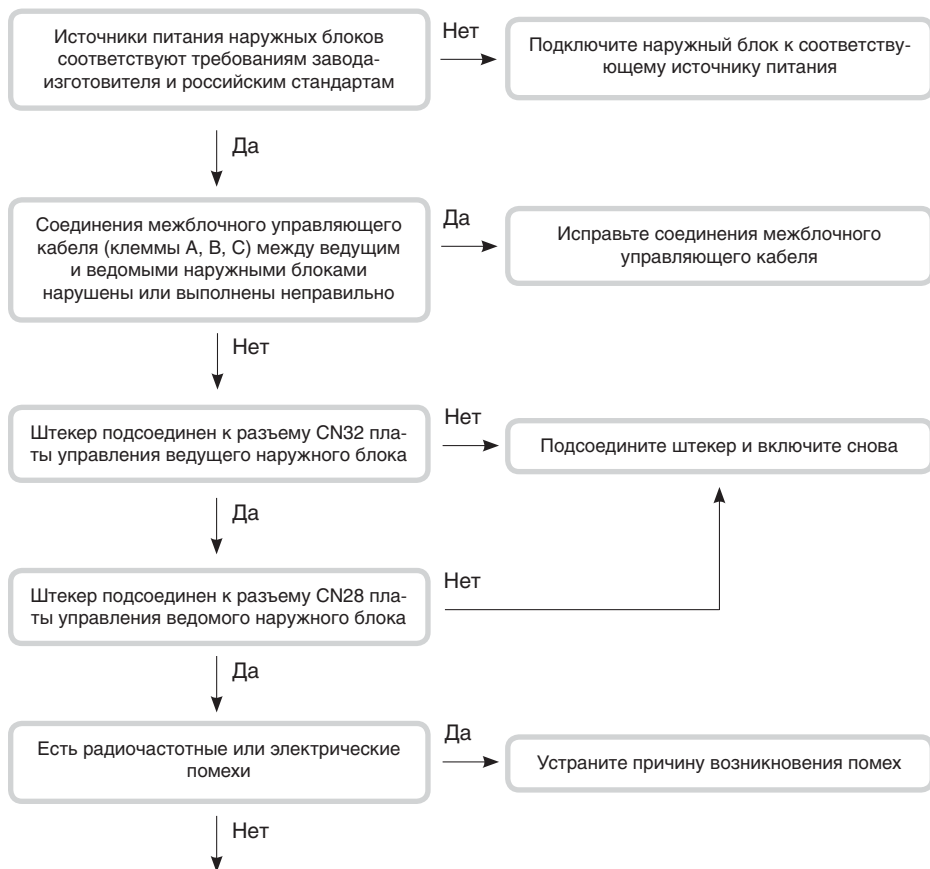 Источники питания наружных блоков
соответствуют требованиям завода-
изготовителя и российским стандартам
Нет
Подключите наружный блок к соответству-
ющему источнику питания
Да
Соединения межблочного управляющего
кабеля (клеммы A, B, C) между ведущим
и ведомыми наружными блоками
нарушены или выполнены неправильно
Да
Исправьте соединения межблочного
управляющего кабеля
Нет
Штекер подсоединен к разъему CN32 пла-
ты управления ведущего наружного блока
Нет
Подсоедините штекер и включите снова
Да
Штекер подсоединен к разъему CN28 пла-
ты управления ведомого наружного блока
Нет
Да
Есть радиочастотные или электрические
помехи
Да
Устраните причину возникновения помех
Нет